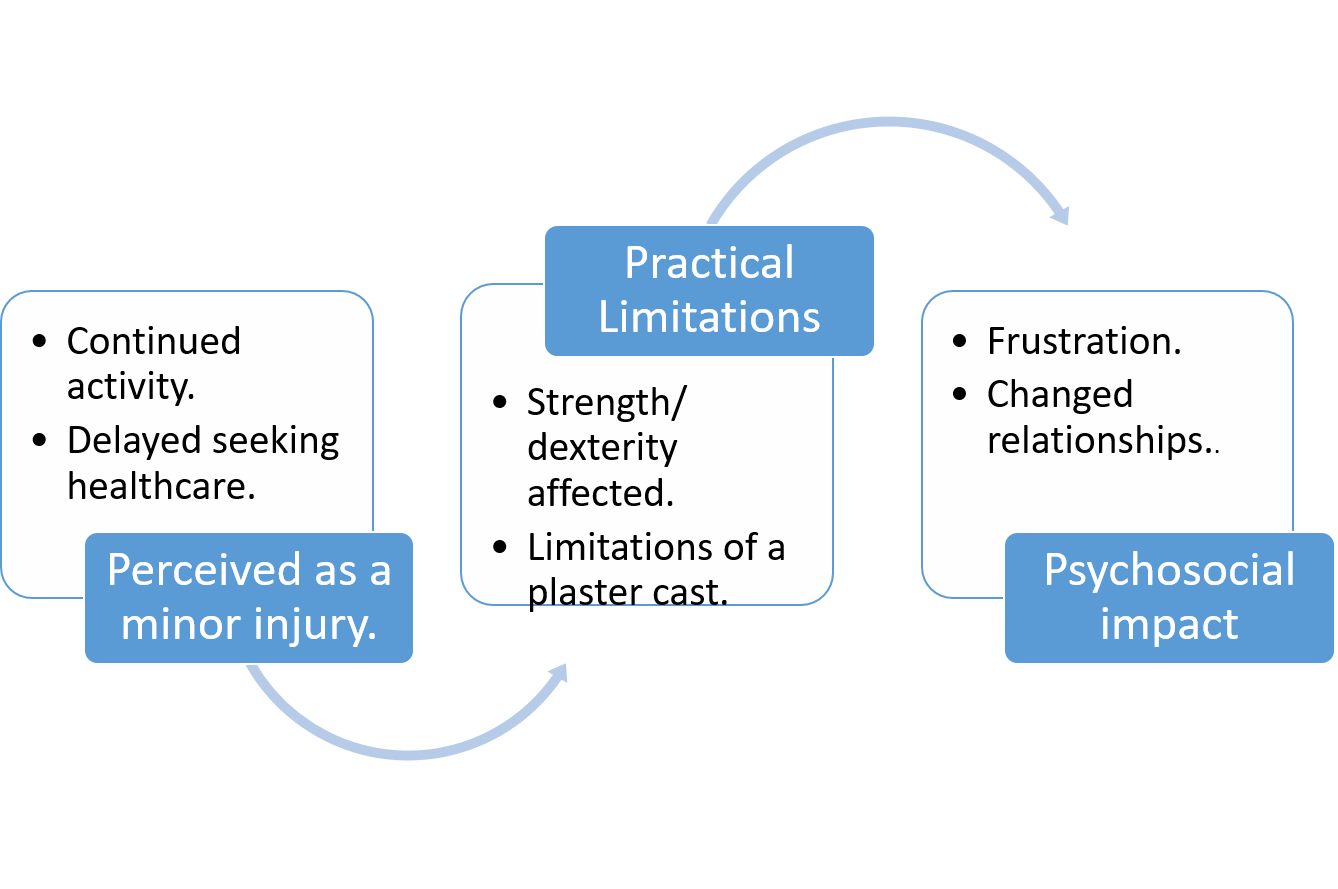 • Continued
activity.
• Delayed seeking
healthcare.
Perceived as a
minor injury.
Practical
Limitations
• Strength/
dexterity
affected.
• Limitations of a
plaster cast.
• Frustration.
• Changed
relationships..
Psychosocial
impact